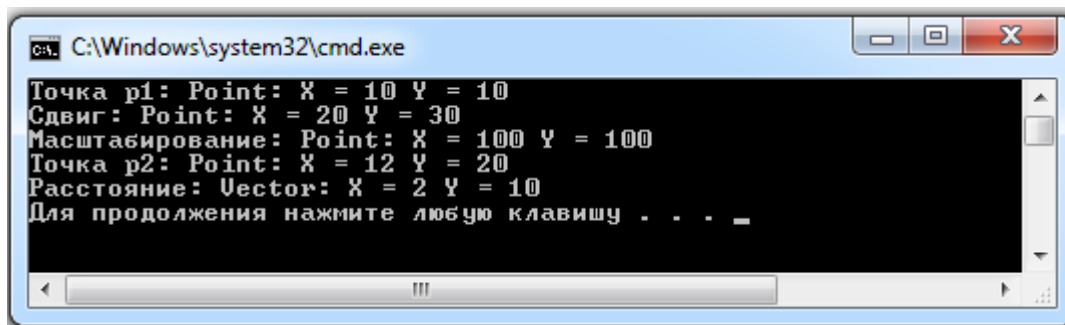 C:\Windows\system32\cmd.exe
Точка p1: Point: X = 10 Y = 10
Сдвиг: Point: X = 20 Y = 30
Масштабирование: Point: X = 100 Y = 100
Точка p2: Point: X = 12 Y = 20
Расстояние: Vector: X = 2 Y = 10
Для продолжения нажмите любую клавишу . . . _